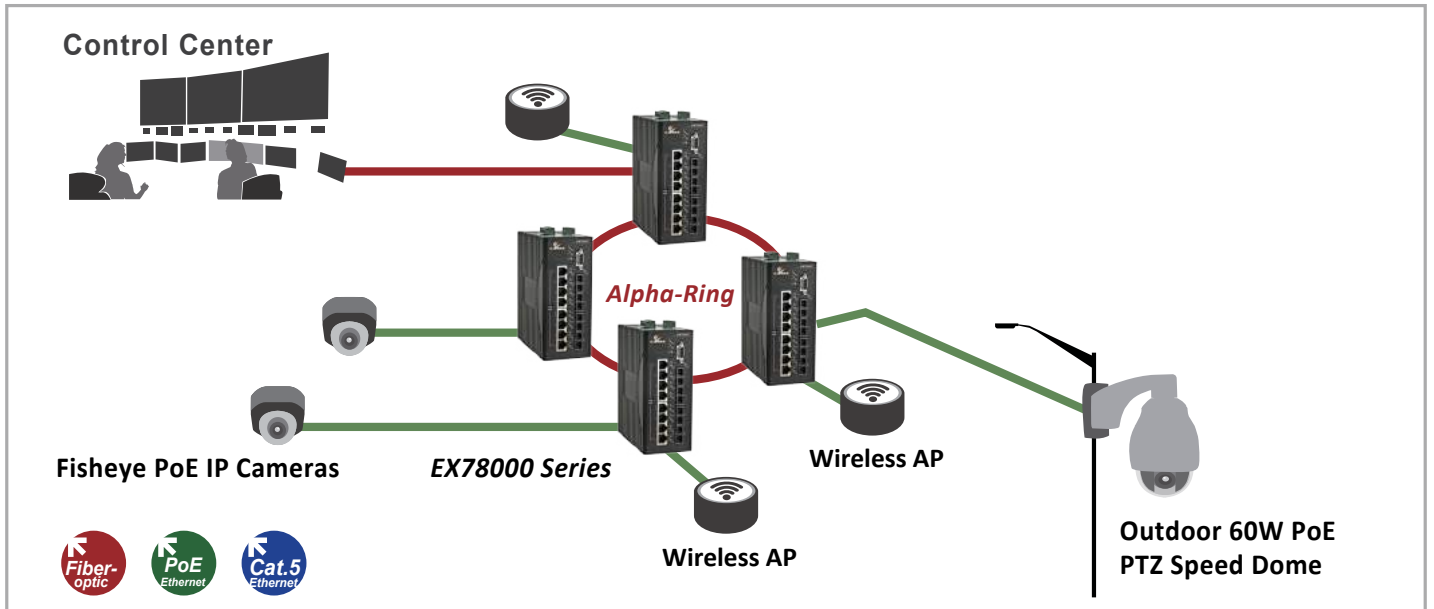 Control Center
Alpha-Ring
Fisheye PoE IP Cameras
EX78000 Series
Wireless AP
Wireless AP
Outdoor 60W PoE
PTZ Speed Dome
Fiber-
optic
PoE
Ethernet
Cat.5
Ethernet